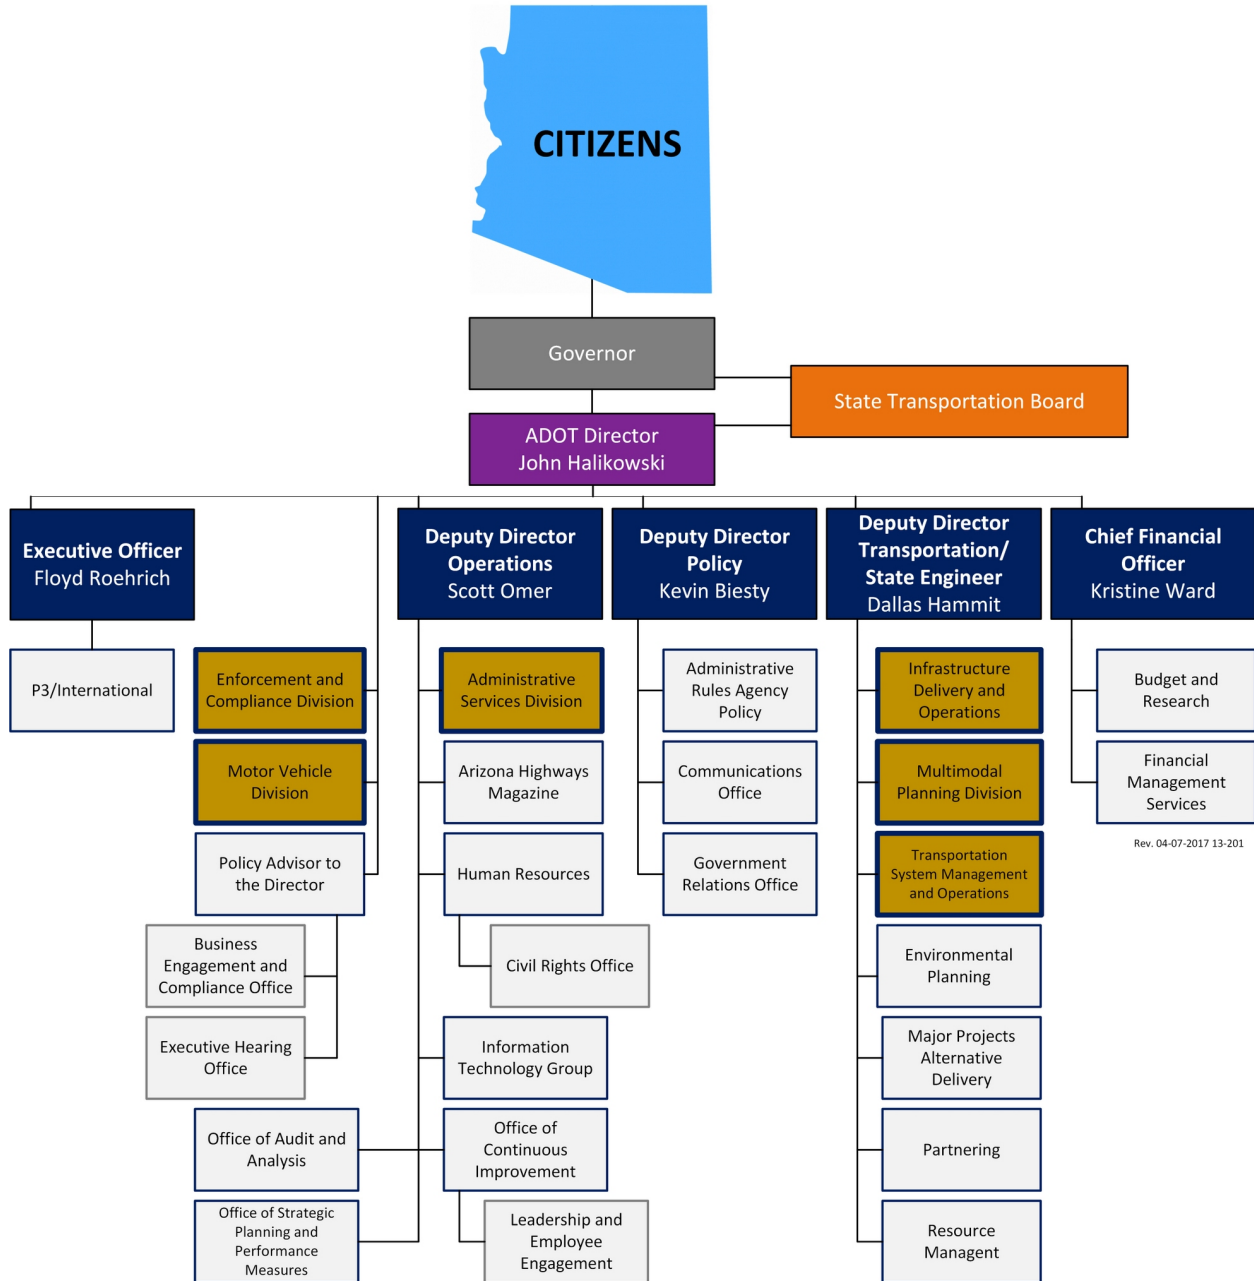 CITIZENS
Governor
State Transportation Board
ADOT Director
John Halikowski
Executive Officer
Floyd Roehrich
Deputy Director
Operations
Scott Omer
Deputy Director
Policy
Kevin Biesty
Deputy Director
Transportation/
State Engineer
Dallas Hammit
Chief Financial
Officer
Kristine Ward
P3/International
Enforcement and
Compliance Division
Motor Vehicle
Division
Policy Advisor to
the Director
Business
Engagement and
Compliance Office
Executive Hearing
Office
Office of Audit and
Analysis
Office of Strategic
Planning and
Performance
Measures
Administrative
Services Division
Arizona Highways
Magazine
Human Resources
Civil Rights Office
Information
Technology Group
Office of
Continuous
Improvement
Leadership and
Employee
Engagement
Administrative
Rules Agency
Policy
Communications
Office
Government
Relations Office
Infrastructure
Delivery and
Operations
Multimodal
Planning Division
Transportation
System Management
and Operations
Environmental
Planning
Major Projects
Alternative
Delivery
Partnering
Resource
Managent
Budget and
Research
Financial
Management
Services
Rev. 04-07-2017 13-201